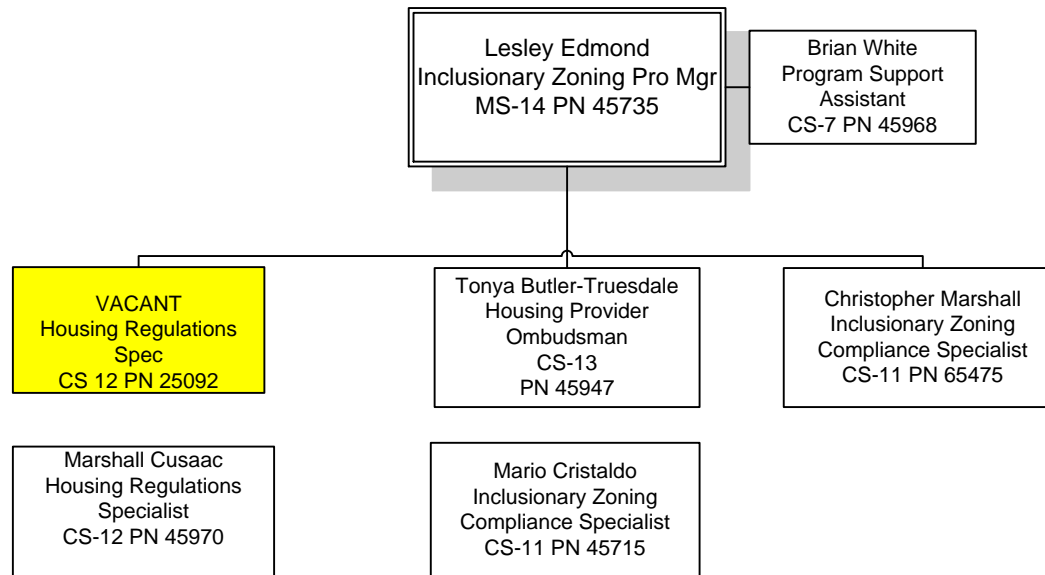 Lesley Edmond
Inclusionary Zoning Pro Mgr
MS-14 PN 45735
Brian White
Program Support
Assistant
CS-7 PN 45968
VACANT
Housing Regulations
Spec
CS 12 PN 25092
Tonya Butler-Truesdale
Housing Provider
Ombudsman
CS-13
PN 45947
Christopher Marshall
Inclusionary Zoning
Compliance Specialist
CS-11 PN 65475
Marshall Cusaac
Housing Regulations
Specialist
CS-12 PN 45970
Mario Cristaldo
Inclusionary Zoning
Compliance Specialist
CS-11 PN 45715